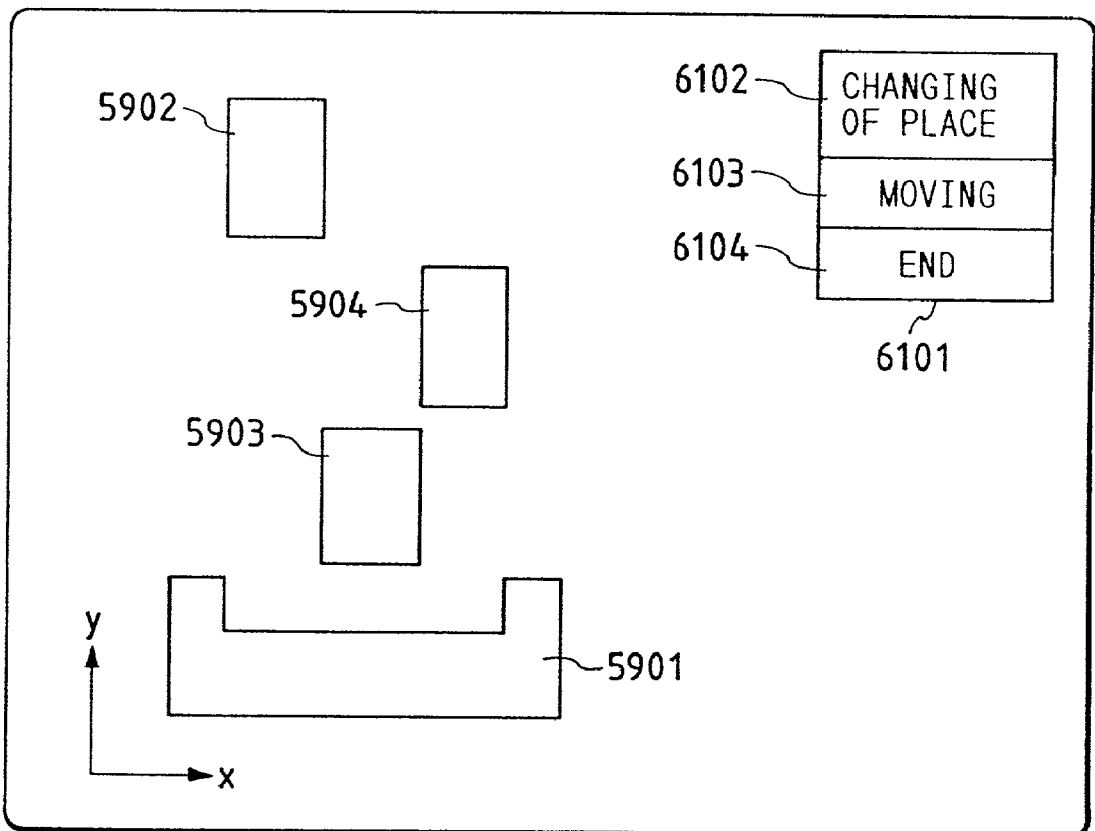 5902
6102
CHANGING
OF PLACE
6103
MOVING
6104
END
5904
6101
5903
5901
y
x